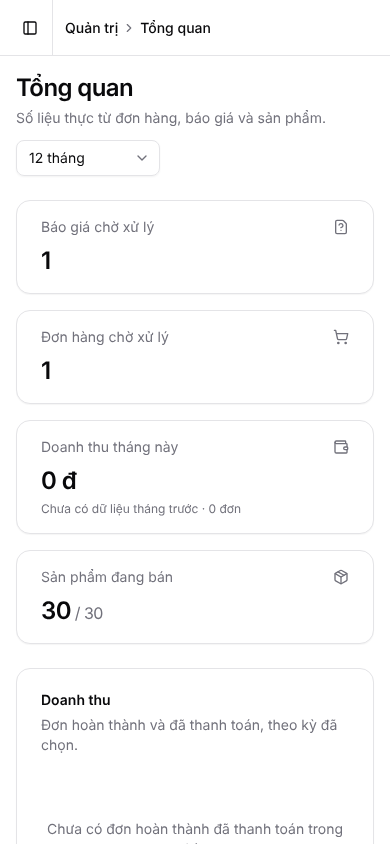 Quản trị > Tổng quan
Tổng quan
Số liệu thực từ đơn hàng, báo giá và sản phẩm.
12 tháng
Báo giá chờ xử lý
1
Đơn hàng chờ xử lý
1
Doanh thu tháng này
0 đ
Chưa có dữ liệu tháng trước · 0 đơn
Sản phẩm đang bán
30 / 30
Doanh thu
Đơn hoàn thành và đã thanh toán, theo kỳ đã
chọn.
Chưa có đơn hoàn thành đã thanh toán trong